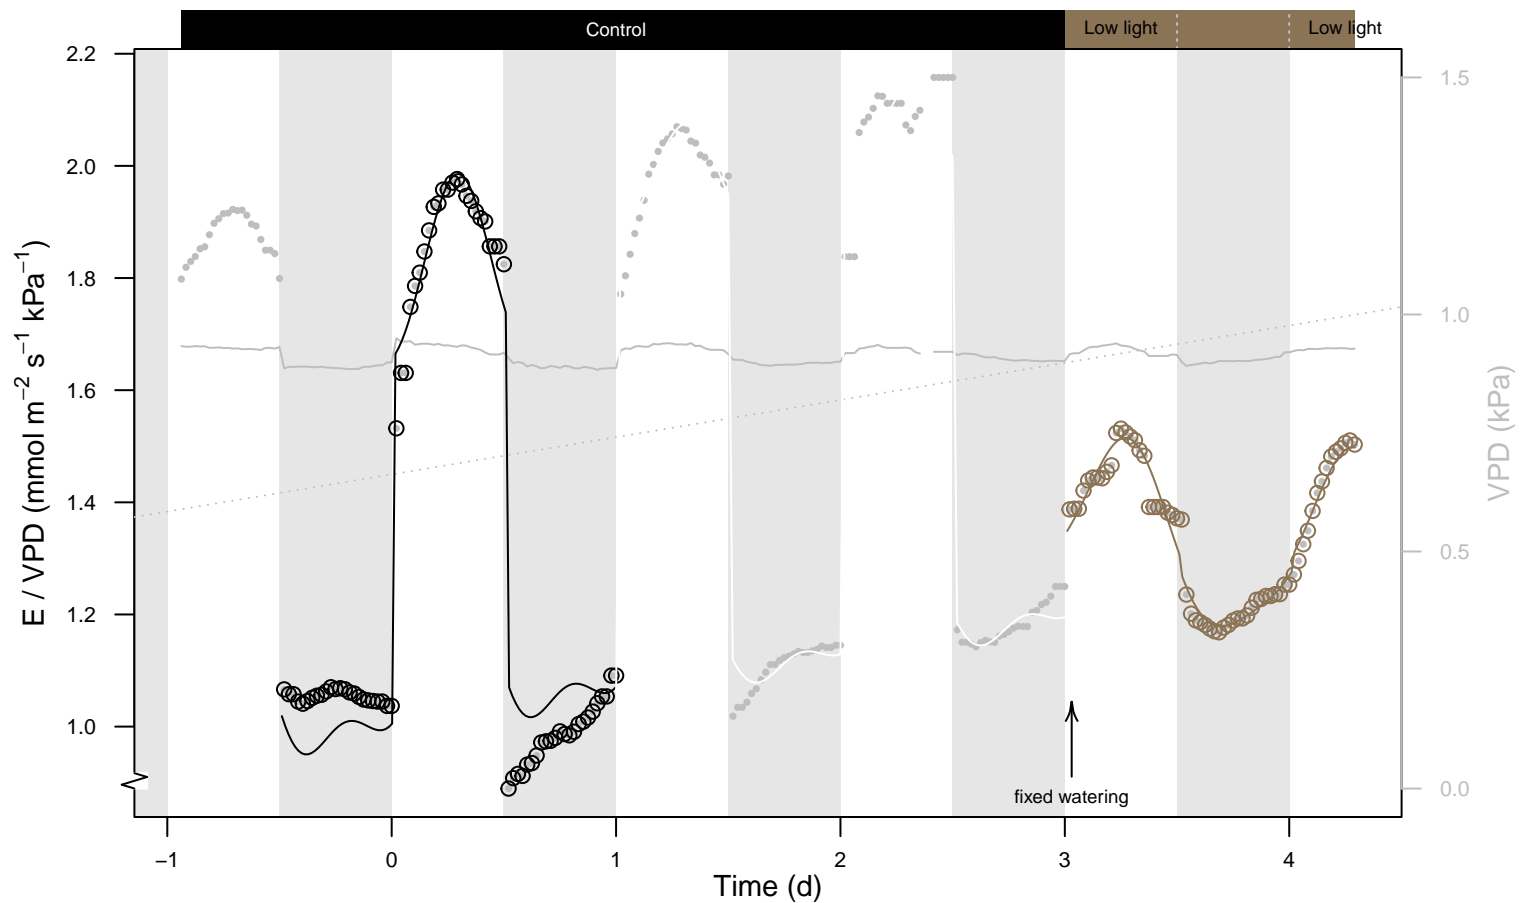 Control
Low light
Low light
2.2
2.0
1.8
1.6
1.4
1.2
1.0
E / VPD (mmol m−2 s−1 kPa−1)
1.5
1.0
0.5
0.0
VPD (kPa)
fixed watering
−1
0
1
2
3
4
Time (d)